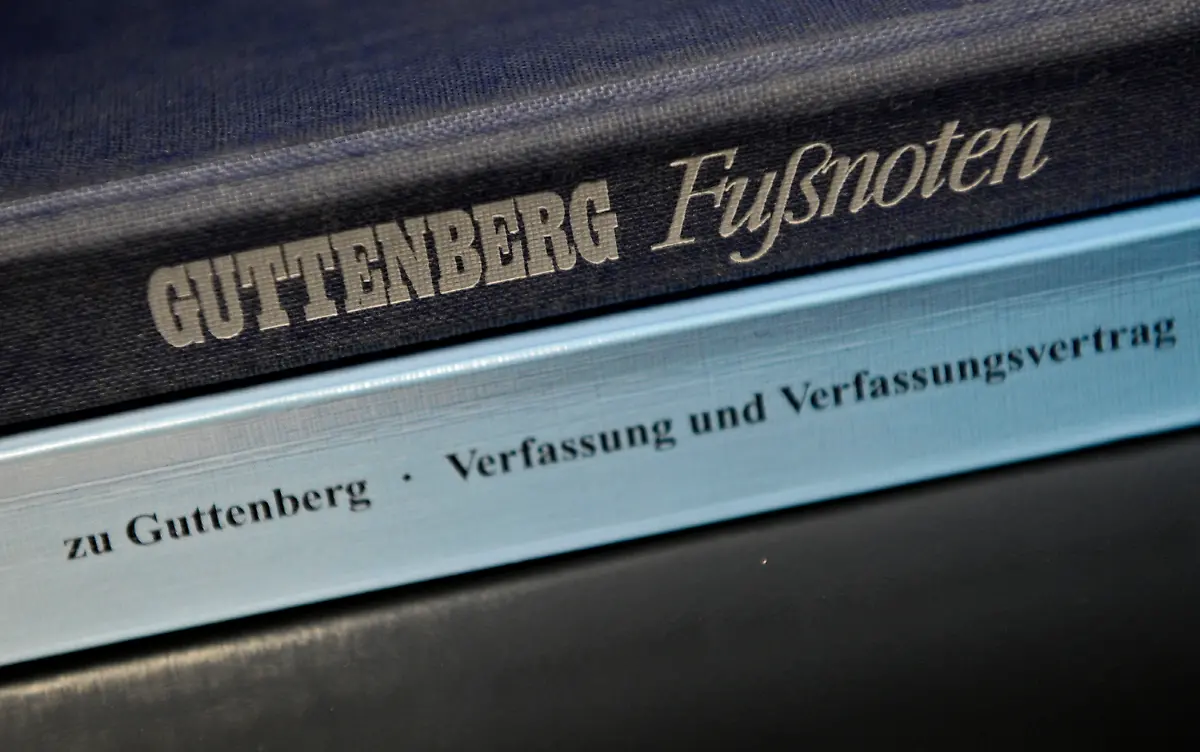 GUTTENBERG Fußnoten
zu Guttenberg · Verfassung und Verfassungsvertrag